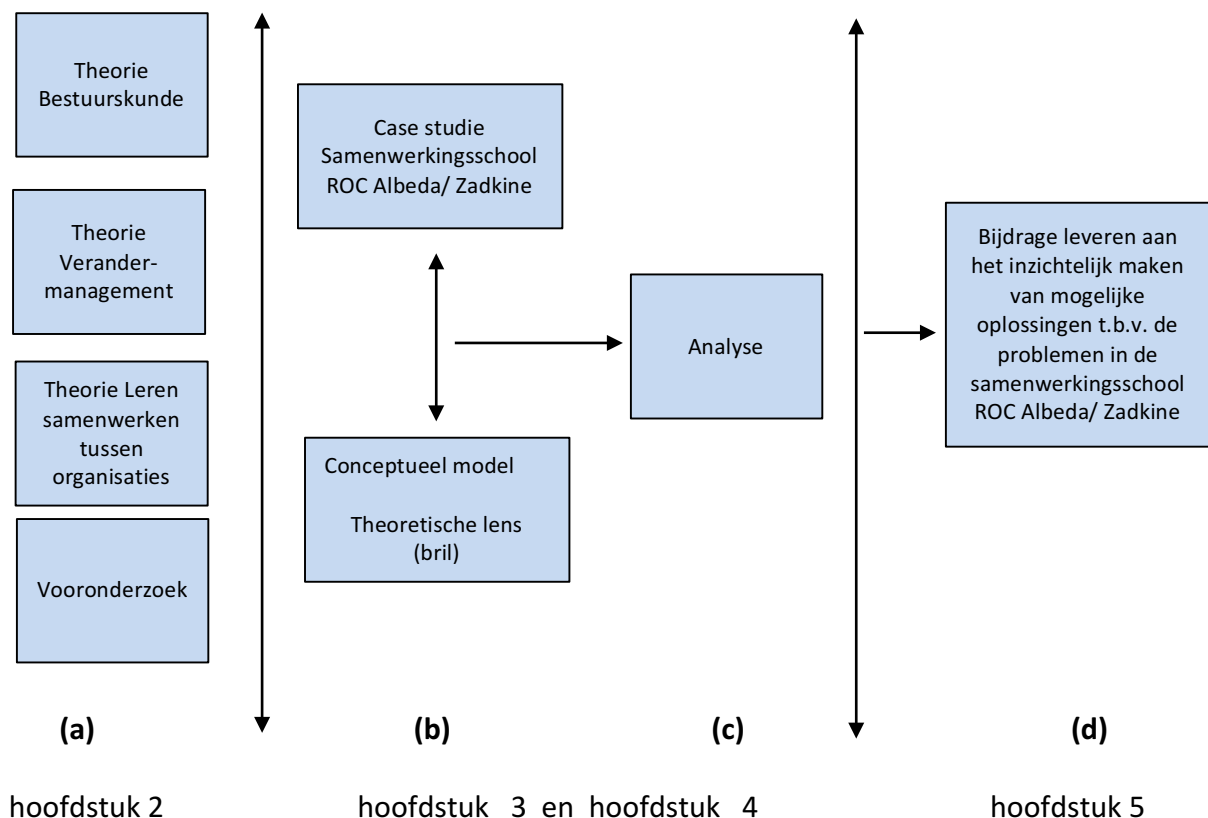 Theorie
Bestuurskunde
Theorie
Verander-
management
Theorie Leren
samenwerken
tussen
organisaties
Vooronderzoek
Case studie
Samenwerkingsschool
ROC Albeda/ Zadkine
Conceptueel model
Theoretische lens
(bril)
Analyse
Bijdrage leveren aan
het inzichtelijk maken
van mogelijke
oplossingen t.b.v. de
problemen in de
samenwerkingsschool
ROC Albeda/ Zadkine
(a) (b) (c) (d)
hoofdstuk 2 hoofdstuk 3 en hoofdstuk 4 hoofdstuk 5